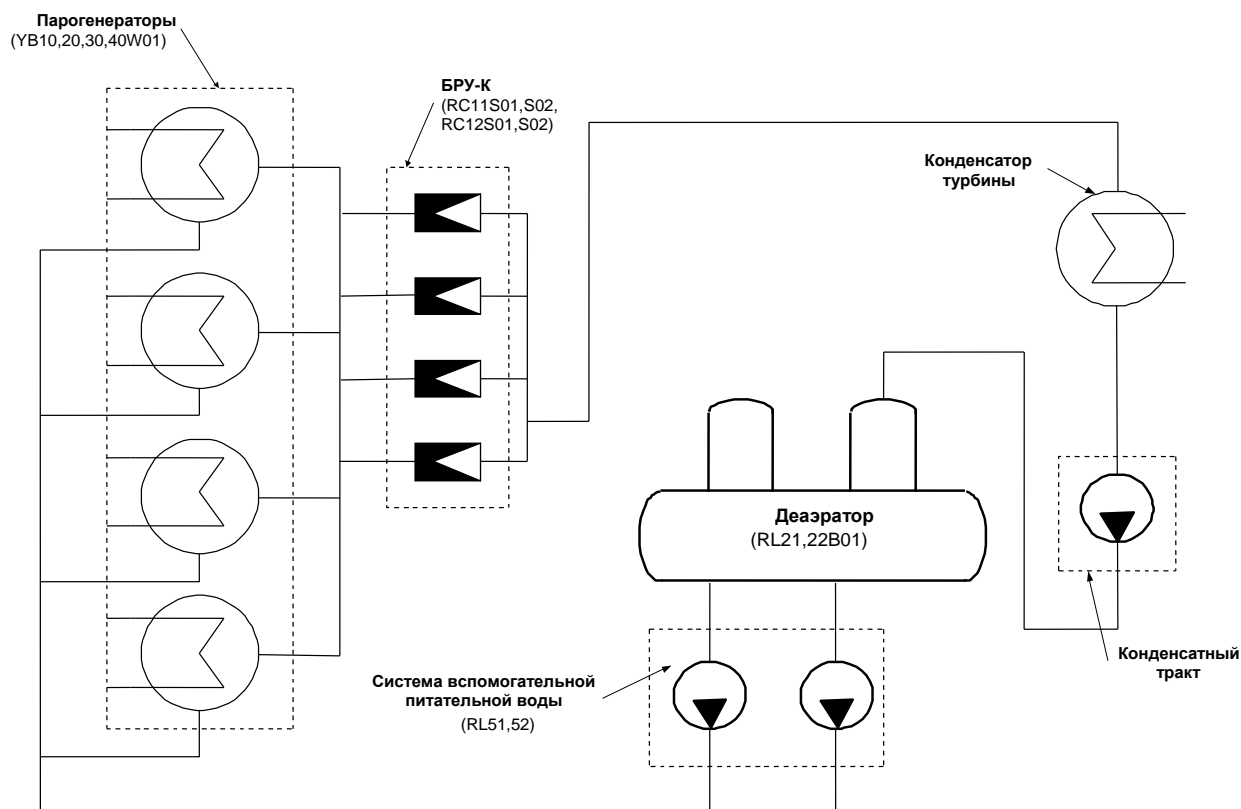 Парогенераторы
(YB10,20,30,40W01)
БРУ-К
(RC11S01,S02,
RC12S01,S02)
Конденсатор
турбины
Деаэратор
(RL21,22B01)
Система вспомогательной
питательной воды
(RL51,52)
Конденсатный
тракт